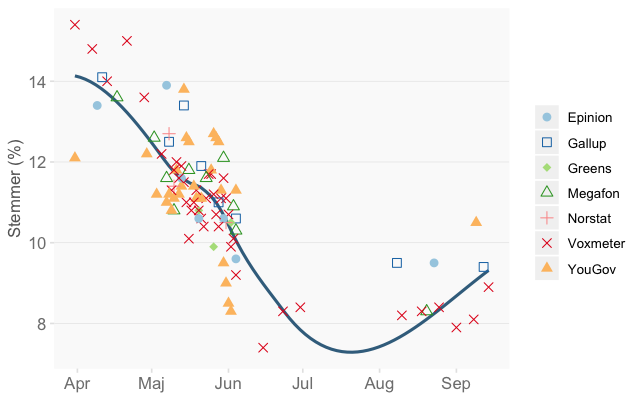 Stemmer (%)
14
12
10
8
Apr
Maj
Jun
Jul
Aug
Sep
Epinion
Gallup
Greens
Megafon
Norstat
Voxmeter
YouGov